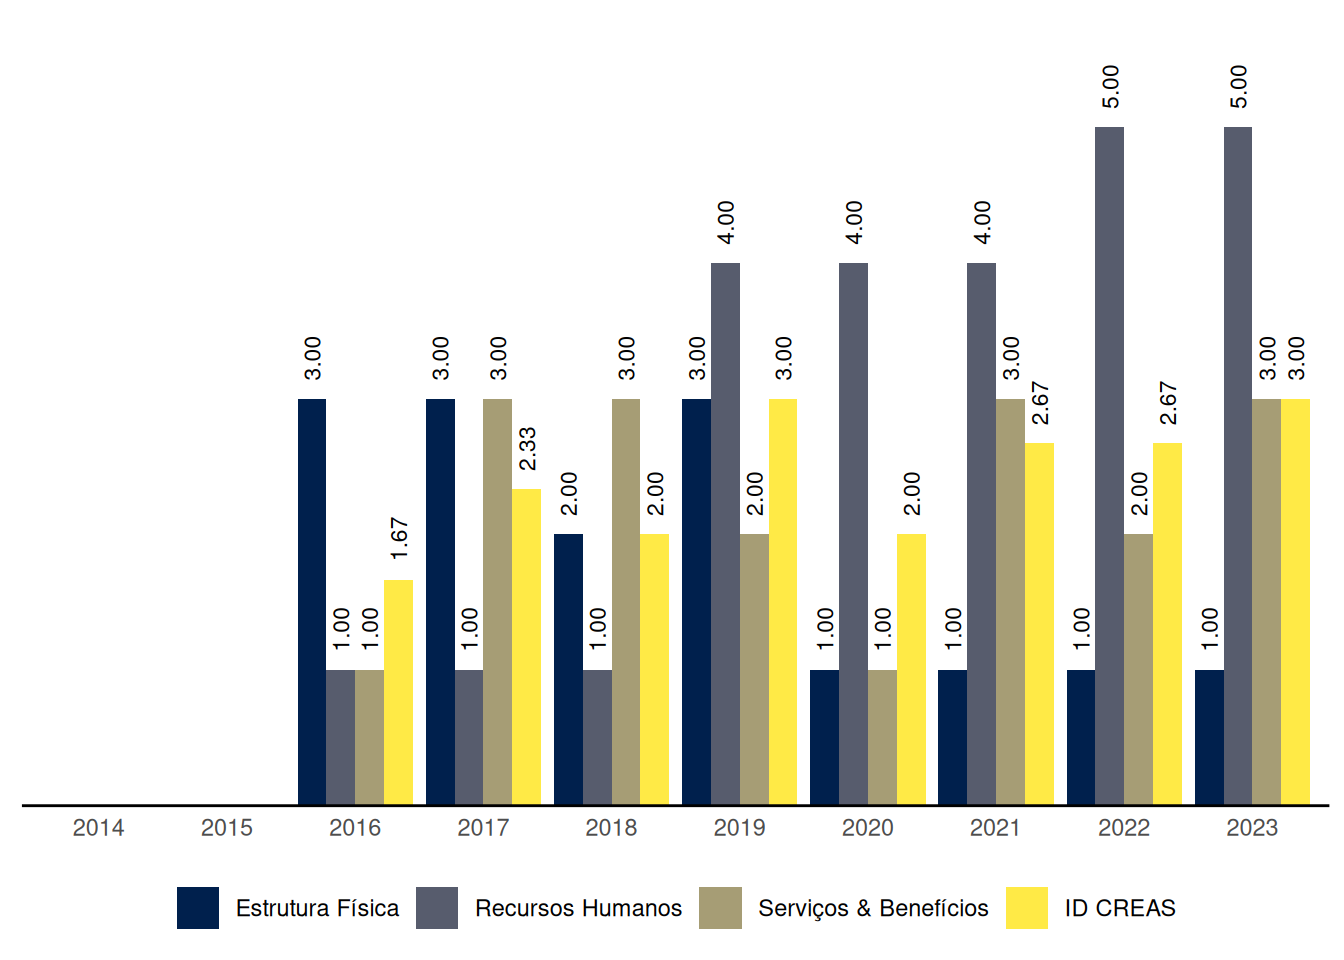 5.00 5.00
4.00 4.00 4.00
3.00 3.00 3.00 3.00 3.00 3.00 3.00 3.00 3.00
2.67 2.67
2.33
2.00 2.00 2.00 2.00 2.00
1.67
1.00 1.00 1.00 1.00 1.00 1.00 1.00 1.00 1.00
2014 2015 2016 2017 2018 2019 2020 2021 2022 2023
Estrutura Física Recursos Humanos Serviços & Benefícios ID CREAS